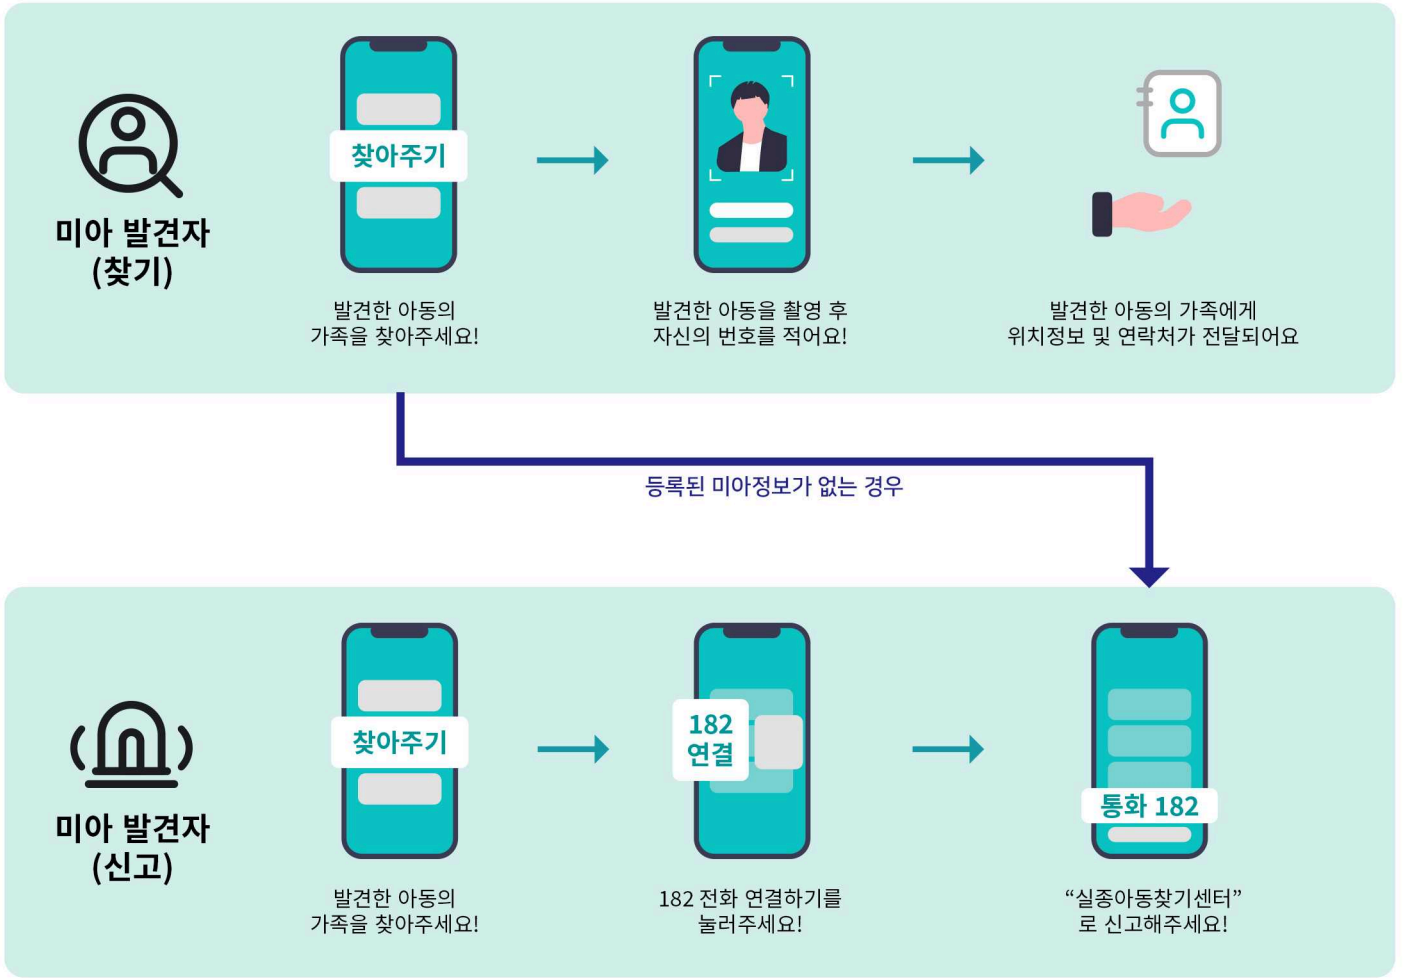 미아 발견자
(찾기)
찾아주기
발견한 아동의
가족을 찾아주세요!
발견한 아동을 촬영 후
자신의 번호를 적어요!
발견한 아동의 가족에게
위치정보 및 연락처가 전달되어요
등록된 미아정보가 없는 경우
미아 발견자
(신고)
찾아주기
발견한 아동의
가족을 찾아주세요!
182
연결
182 전화 연결하기를
눌러주세요!
통화 182
“실종아동찾기센터”
로 신고해주세요!